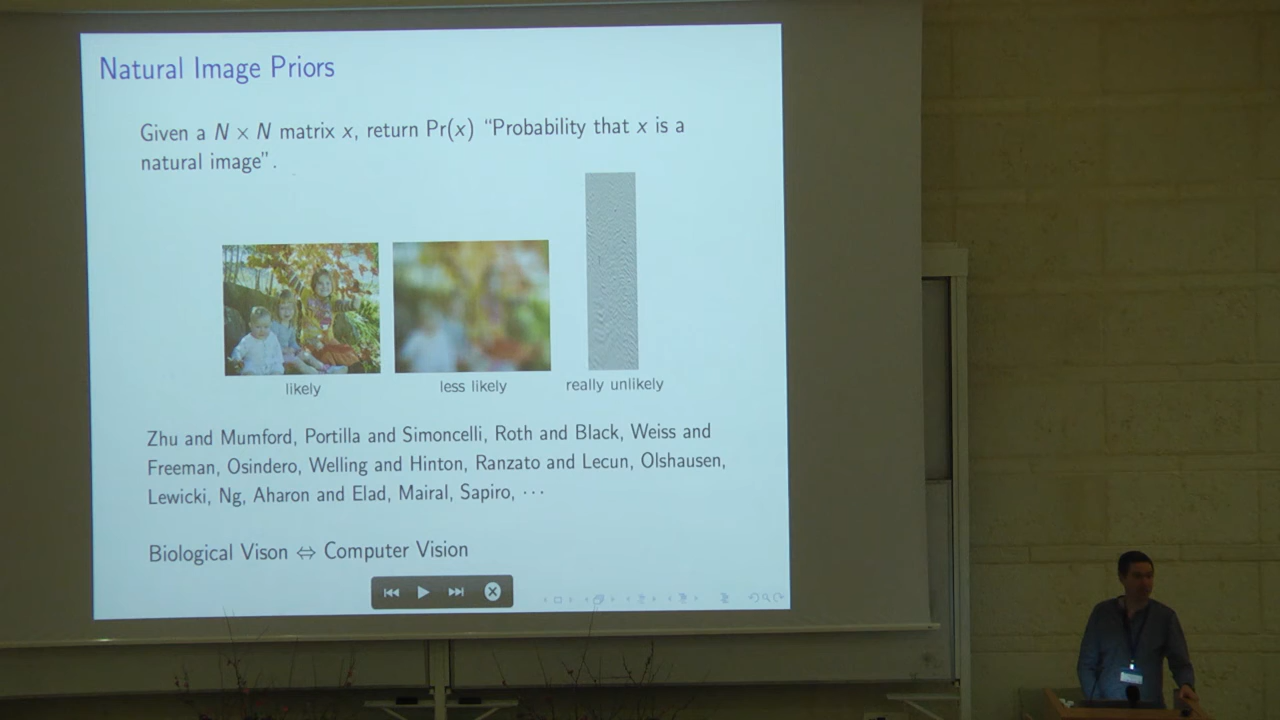 Natural Image Priors
Given a N × N matrix x, return Pr(x) “Probability that x is a
natural image”.
likely
less likely
really unlikely
Zhu and Mumford, Portilla and Simoncelli, Roth and Black, Weiss and
Freeman, Osindero, Welling and Hinton, Ranzato and Lecun, Olshausen,
Lewicki, Ng, Aharon and Elad, Mairal, Sapiro, ···
Biological Vison ⇔ Computer Vision